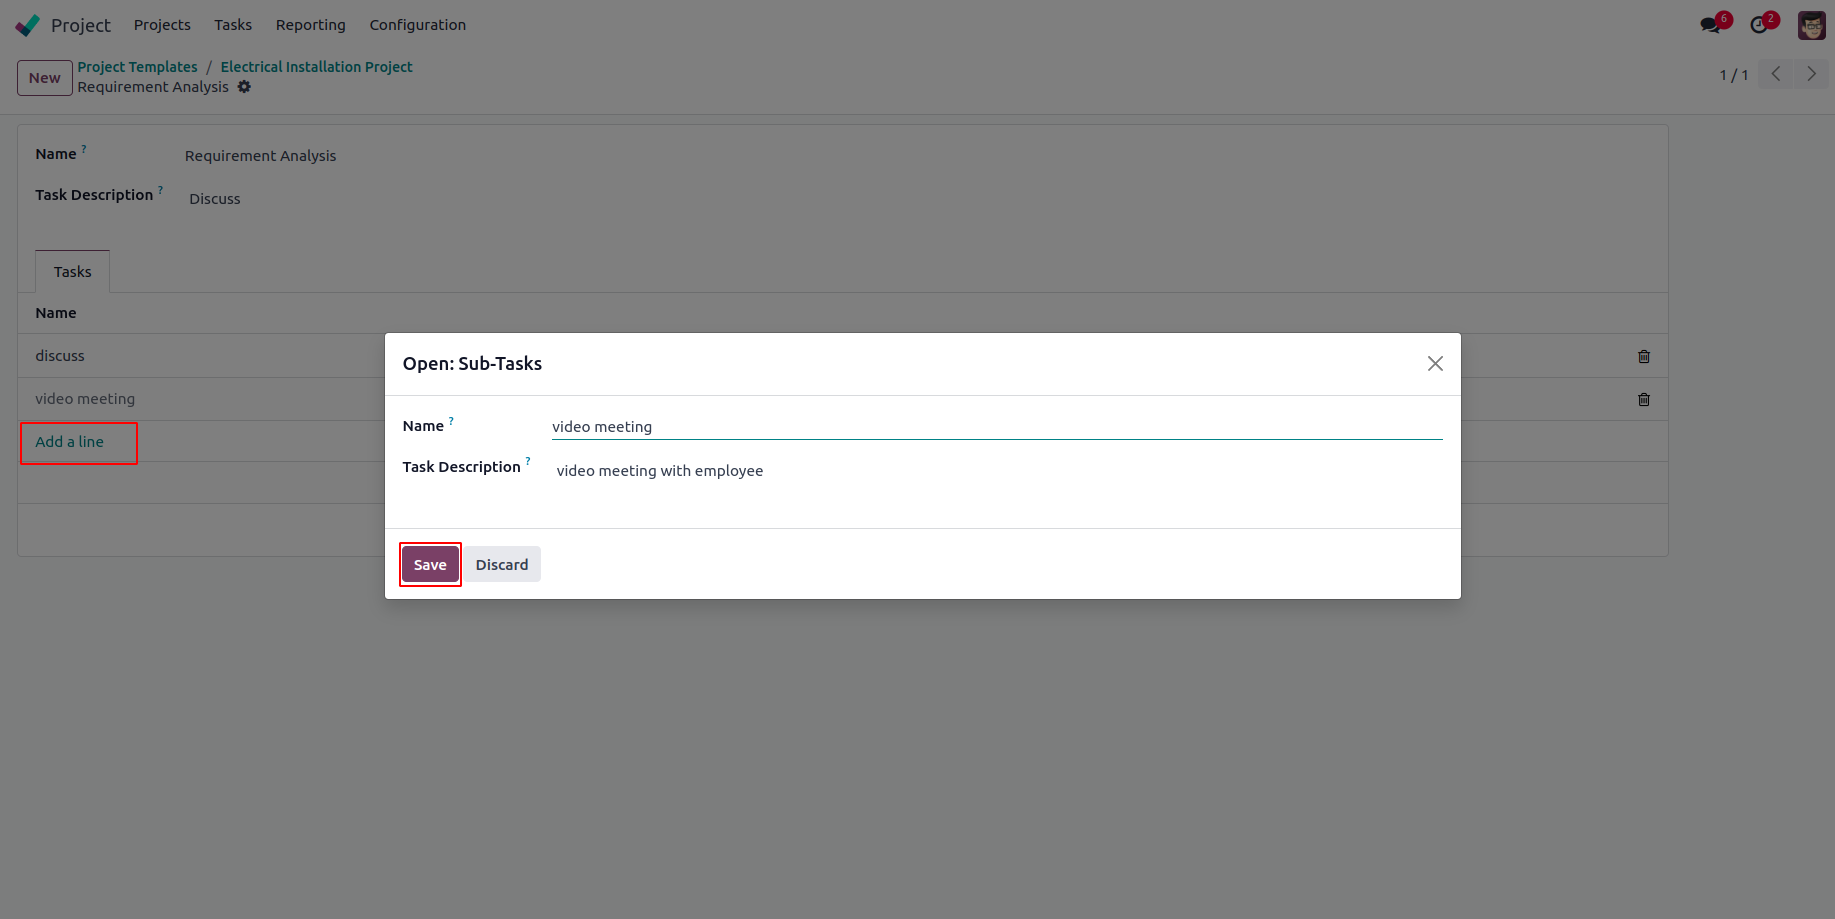 Project Projects Tasks Reporting Configuration 6 2
New Project Templates / Electrical Installation Project
Requirement Analysis
1 / 1
Name ? Requirement Analysis
Task Description ? Discuss
Tasks
Name
discuss
video meeting
Add a line
Open: Sub-Tasks
Name ? video meeting
Task Description ? video meeting with employee
Save Discard